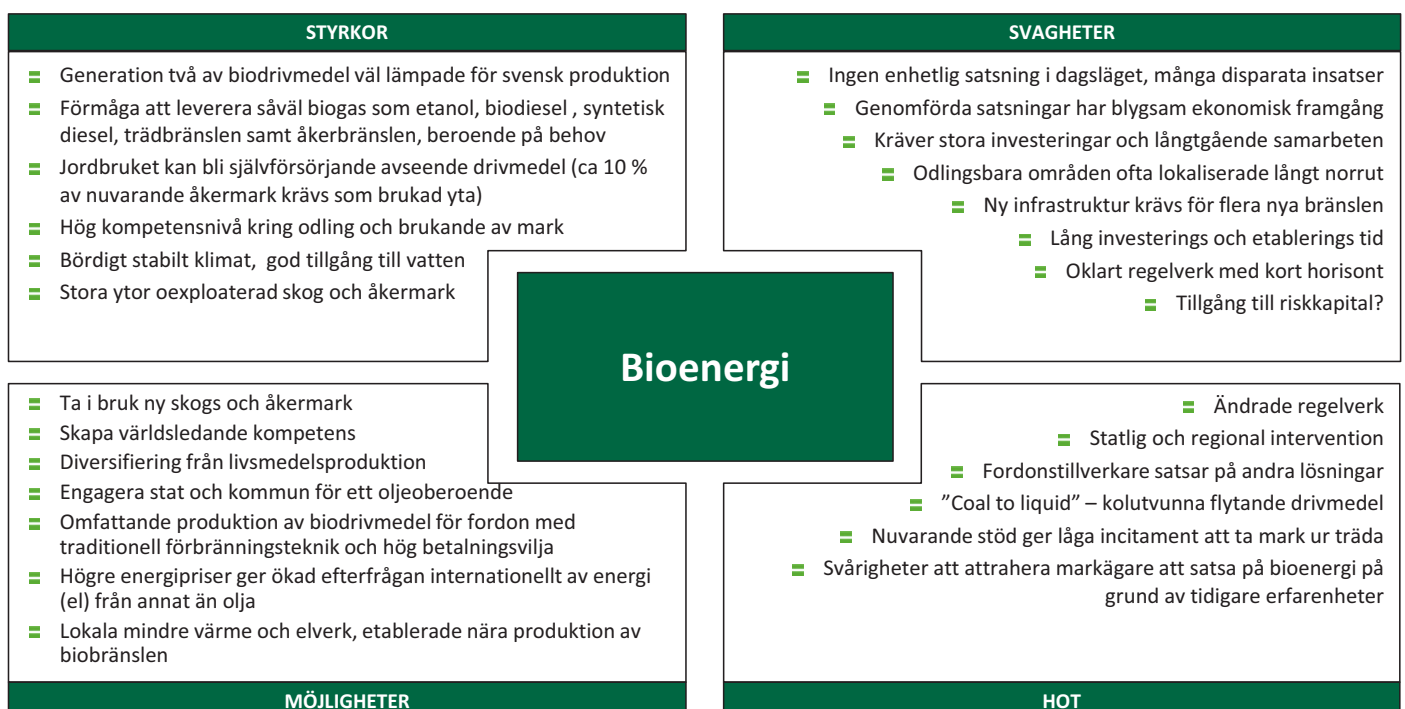 STYRKOR
Generation två av biodrivmedel väl lämpade för svensk produktion
Förmåga att leverera såväl biogas som etanol, biodiesel , syntetisk
diesel, trädbränslen samt åkerbränslen, beroende på behov
Jordbruket kan bli självförsörjande avseende drivmedel (ca 10 %
av nuvarande åkermark krävs som brukad yta)
Hög kompetensnivå kring odling och brukande av mark
Bördigt stabilt klimat, god tillgång till vatten
Stora ytor oexploaterad skog och åkermark
SVAGHETER
Ingen enhetlig satsning i dagsläget, många disparata insatser
Genomförda satsningar har blygsam ekonomisk framgång
Kräver stora investeringar och långtgående samarbeten
Odlingsbara områden ofta lokaliserade långt norrut
Ny infrastruktur krävs för flera nya bränslen
Lång investerings och etablerings tid
Oklart regelverk med kort horisont
Tillgång till riskkapital?
Bioenergi
Ta i bruk ny skogs och åkermark
Skapa världsledande kompetens
Diversifiering från livsmedelsproduktion
Engagera stat och kommun för ett oljeoberoende
Omfattande produktion av biodrivmedel för fordon med
traditionell förbränningsteknik och hög betalningsvilja
Högre energipriser ger ökad efterfrågan internationellt av energi
(el) från annat än olja
Lokala mindre värme och elverk, etablerade nära produktion av
biobränslen
MÖJLIGHETER
Ändrade regelverk
Statlig och regional intervention
Fordonstillverkare satsar på andra lösningar
”Coal to liquid” – kolutvunna flytande drivmedel
Nuvarande stöd ger låga incitament att ta mark ur träda
Svårigheter att attrahera markägare att satsa på bioenergi på
grund av tidigare erfarenheter
HOT